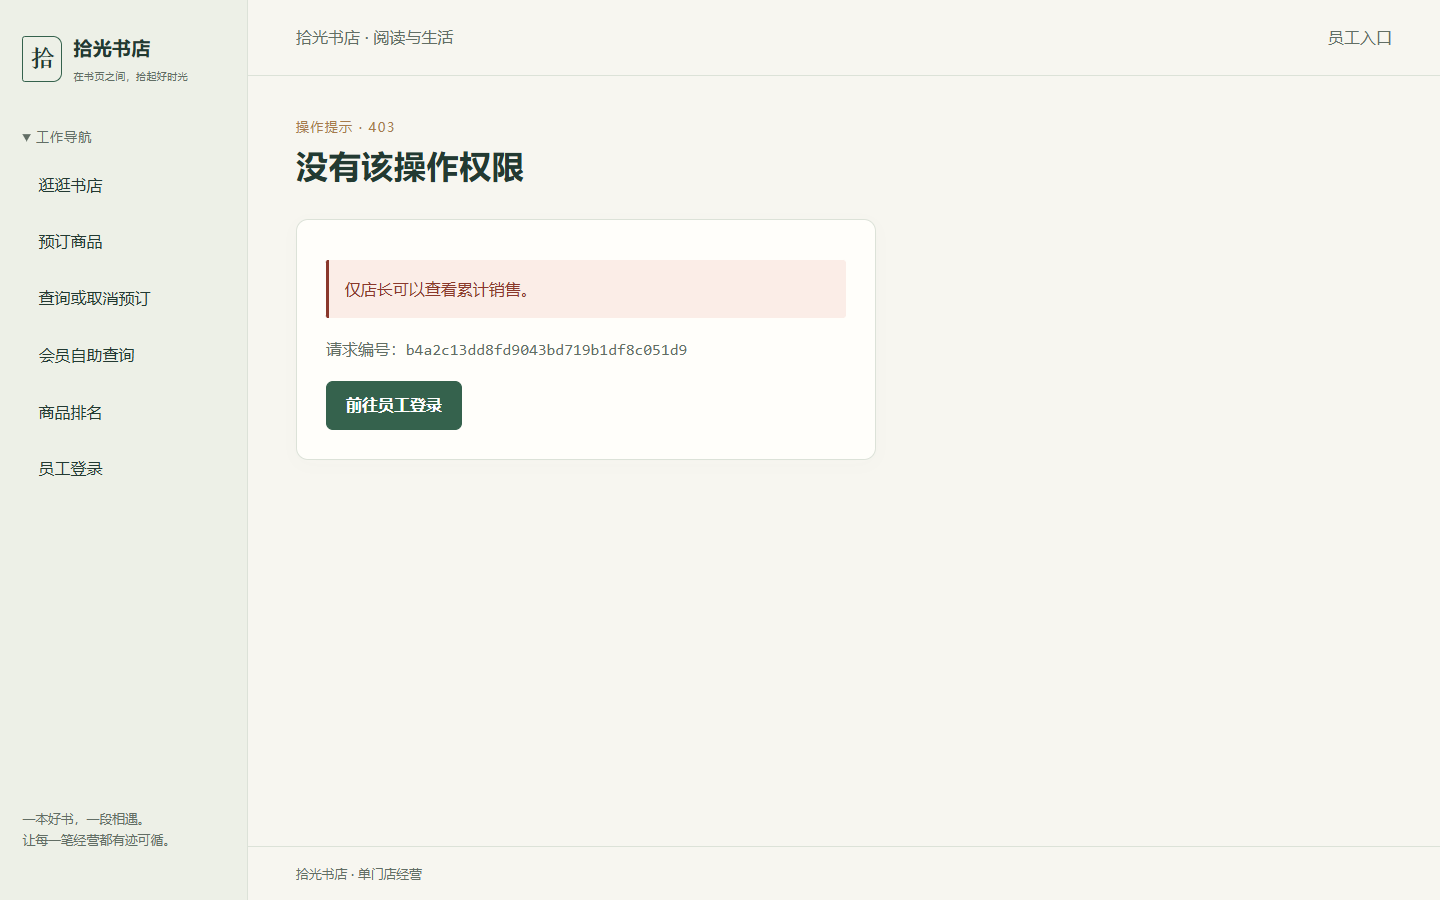 拾
拾光书店
在书页之间，拾起好时光
▼ 工作导航
逛逛书店
预订商品
查询或取消预订
会员自助查询
商品排名
员工登录
一本好书，一段相遇。
让每一笔经营都有迹可循。
拾光书店 · 阅读与生活
员工入口
操作提示 · 403
没有该操作权限
仅店长可以查看累计销售。
请求编号：b4a2c13dd8fd9043bd719b1df8c051d9
前往员工登录
拾光书店 · 单门店经营